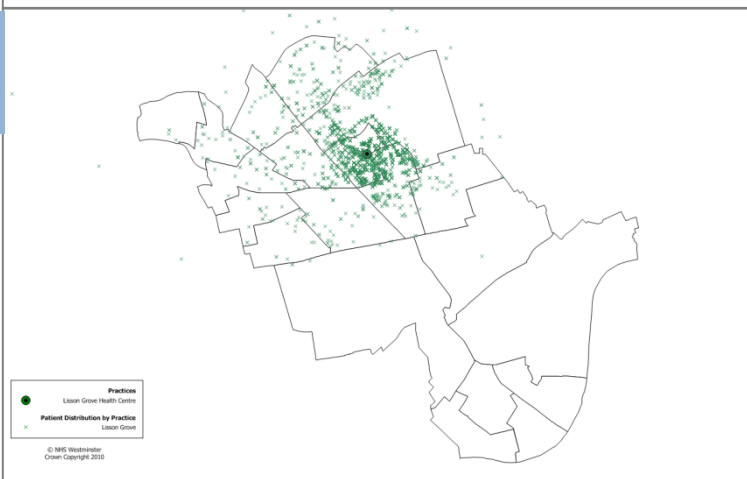 Practices
Lisson Grove Health Centre
Patient Distribution by Practice
Lisson Grove
© NHS Westminster
Crown Copyright 2010